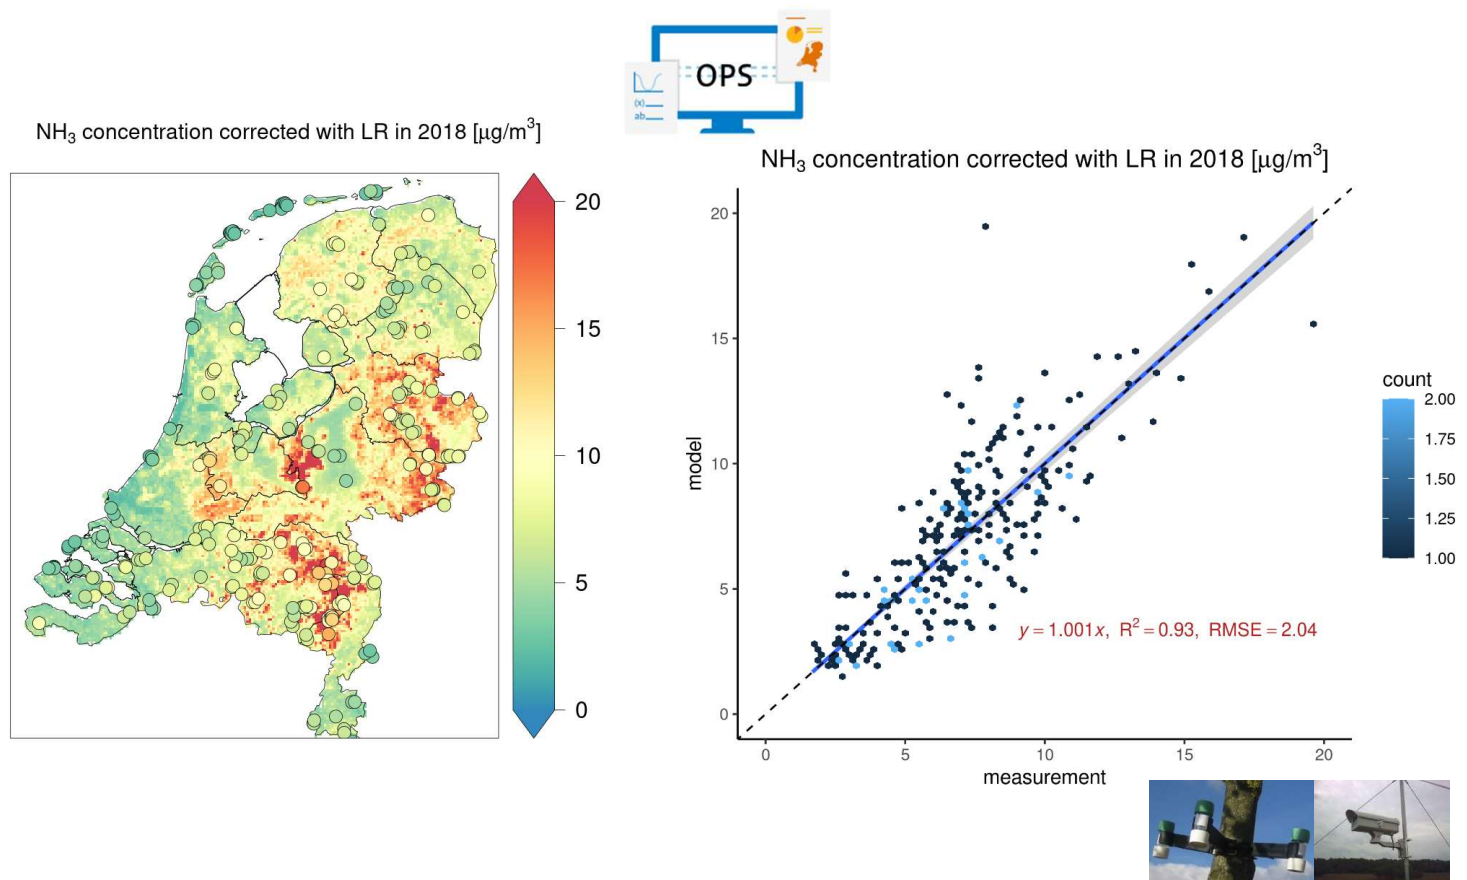 OPS
(x)
ab
NH₃ concentration corrected with LR in 2018 [µg/m³]
20
15
10
5
0
NH₃ concentration corrected with LR in 2018 [µg/m³]
20
15
10
5
0
model
0
5
10
15
20
measurement
y = 1.001x, R² = 0.93, RMSE = 2.04
count
2.00
1.75
1.50
1.25
1.00